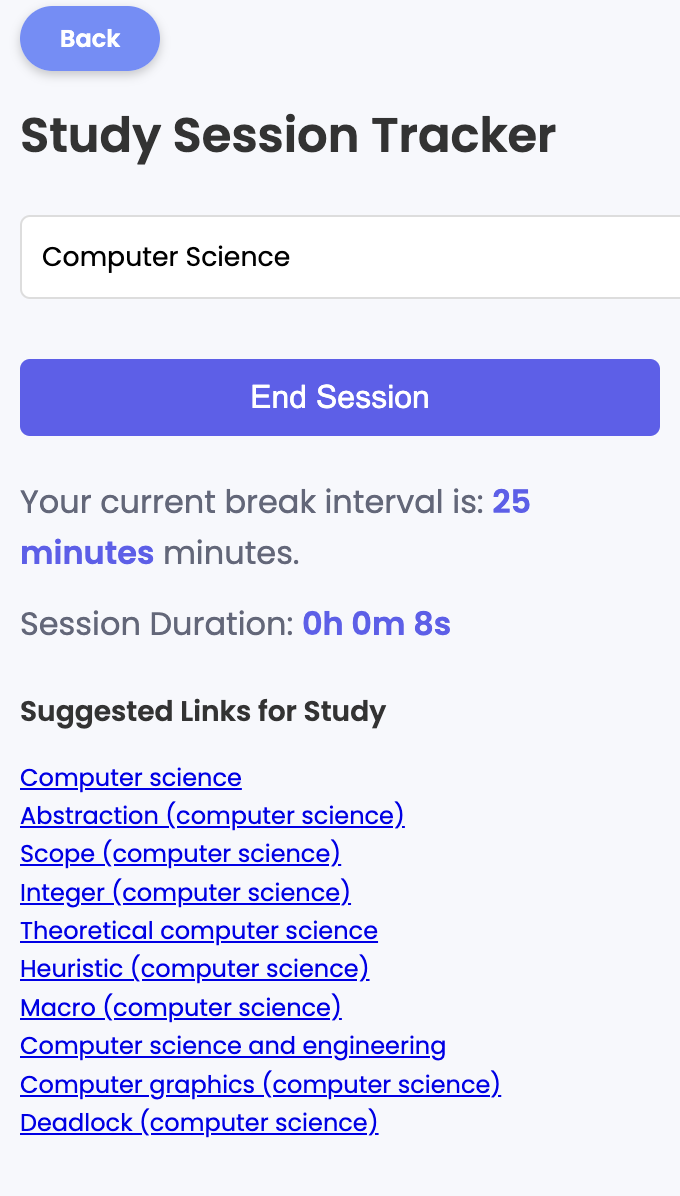 Back
Study Session Tracker
Computer Science
End Session
Your current break interval is: 25
minutes minutes.
Session Duration: 0h 0m 8s
Suggested Links for Study
Computer science
Abstraction (computer science)
Scope (computer science)
Integer (computer science)
Theoretical computer science
Heuristic (computer science)
Macro (computer science)
Computer science and engineering
Computer graphics (computer science)
Deadlock (computer science)